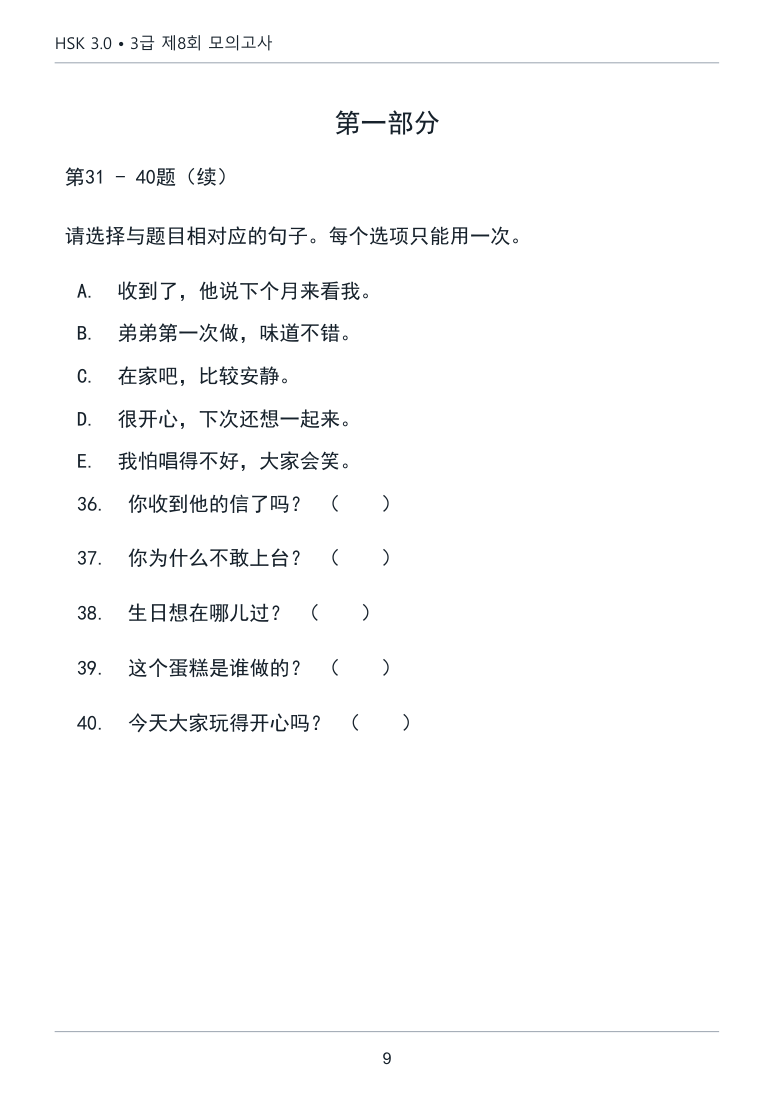 HSK 3.0 • 3급 제8회 모의고사
第一部分
第31 - 40题（续）
请选择与题目相对应的句子。每个选项只能用一次。
A. 收到了，他说下个月来看我。
B. 弟弟第一次做，味道不错。
C. 在家吧，比较安静。
D. 很开心，下次还想一起来。
E. 我怕唱得不好，大家会笑。
36. 你收到他的信了吗？ （    ）
37. 你为什么不敢上台？ （    ）
38. 生日想在哪儿过？ （    ）
39. 这个蛋糕是谁做的？ （    ）
40. 今天大家玩得开心吗？ （    ）
9